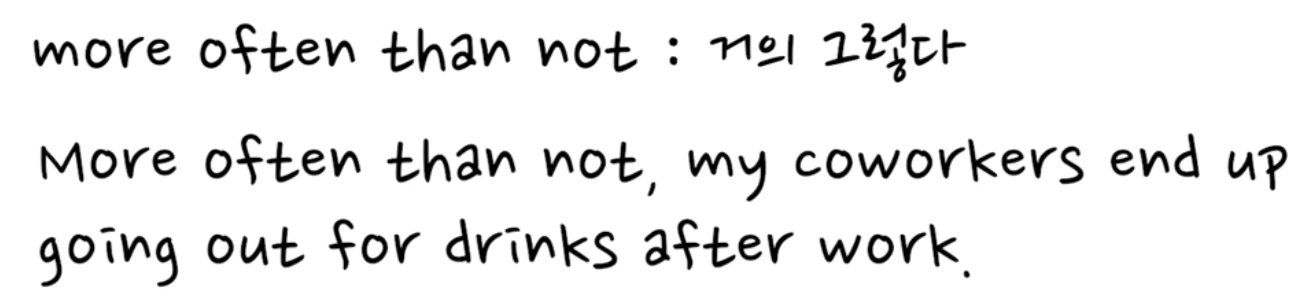 more often than not : 거의 그렇다
More often than not, my coworkers end up
going out for drinks after work.